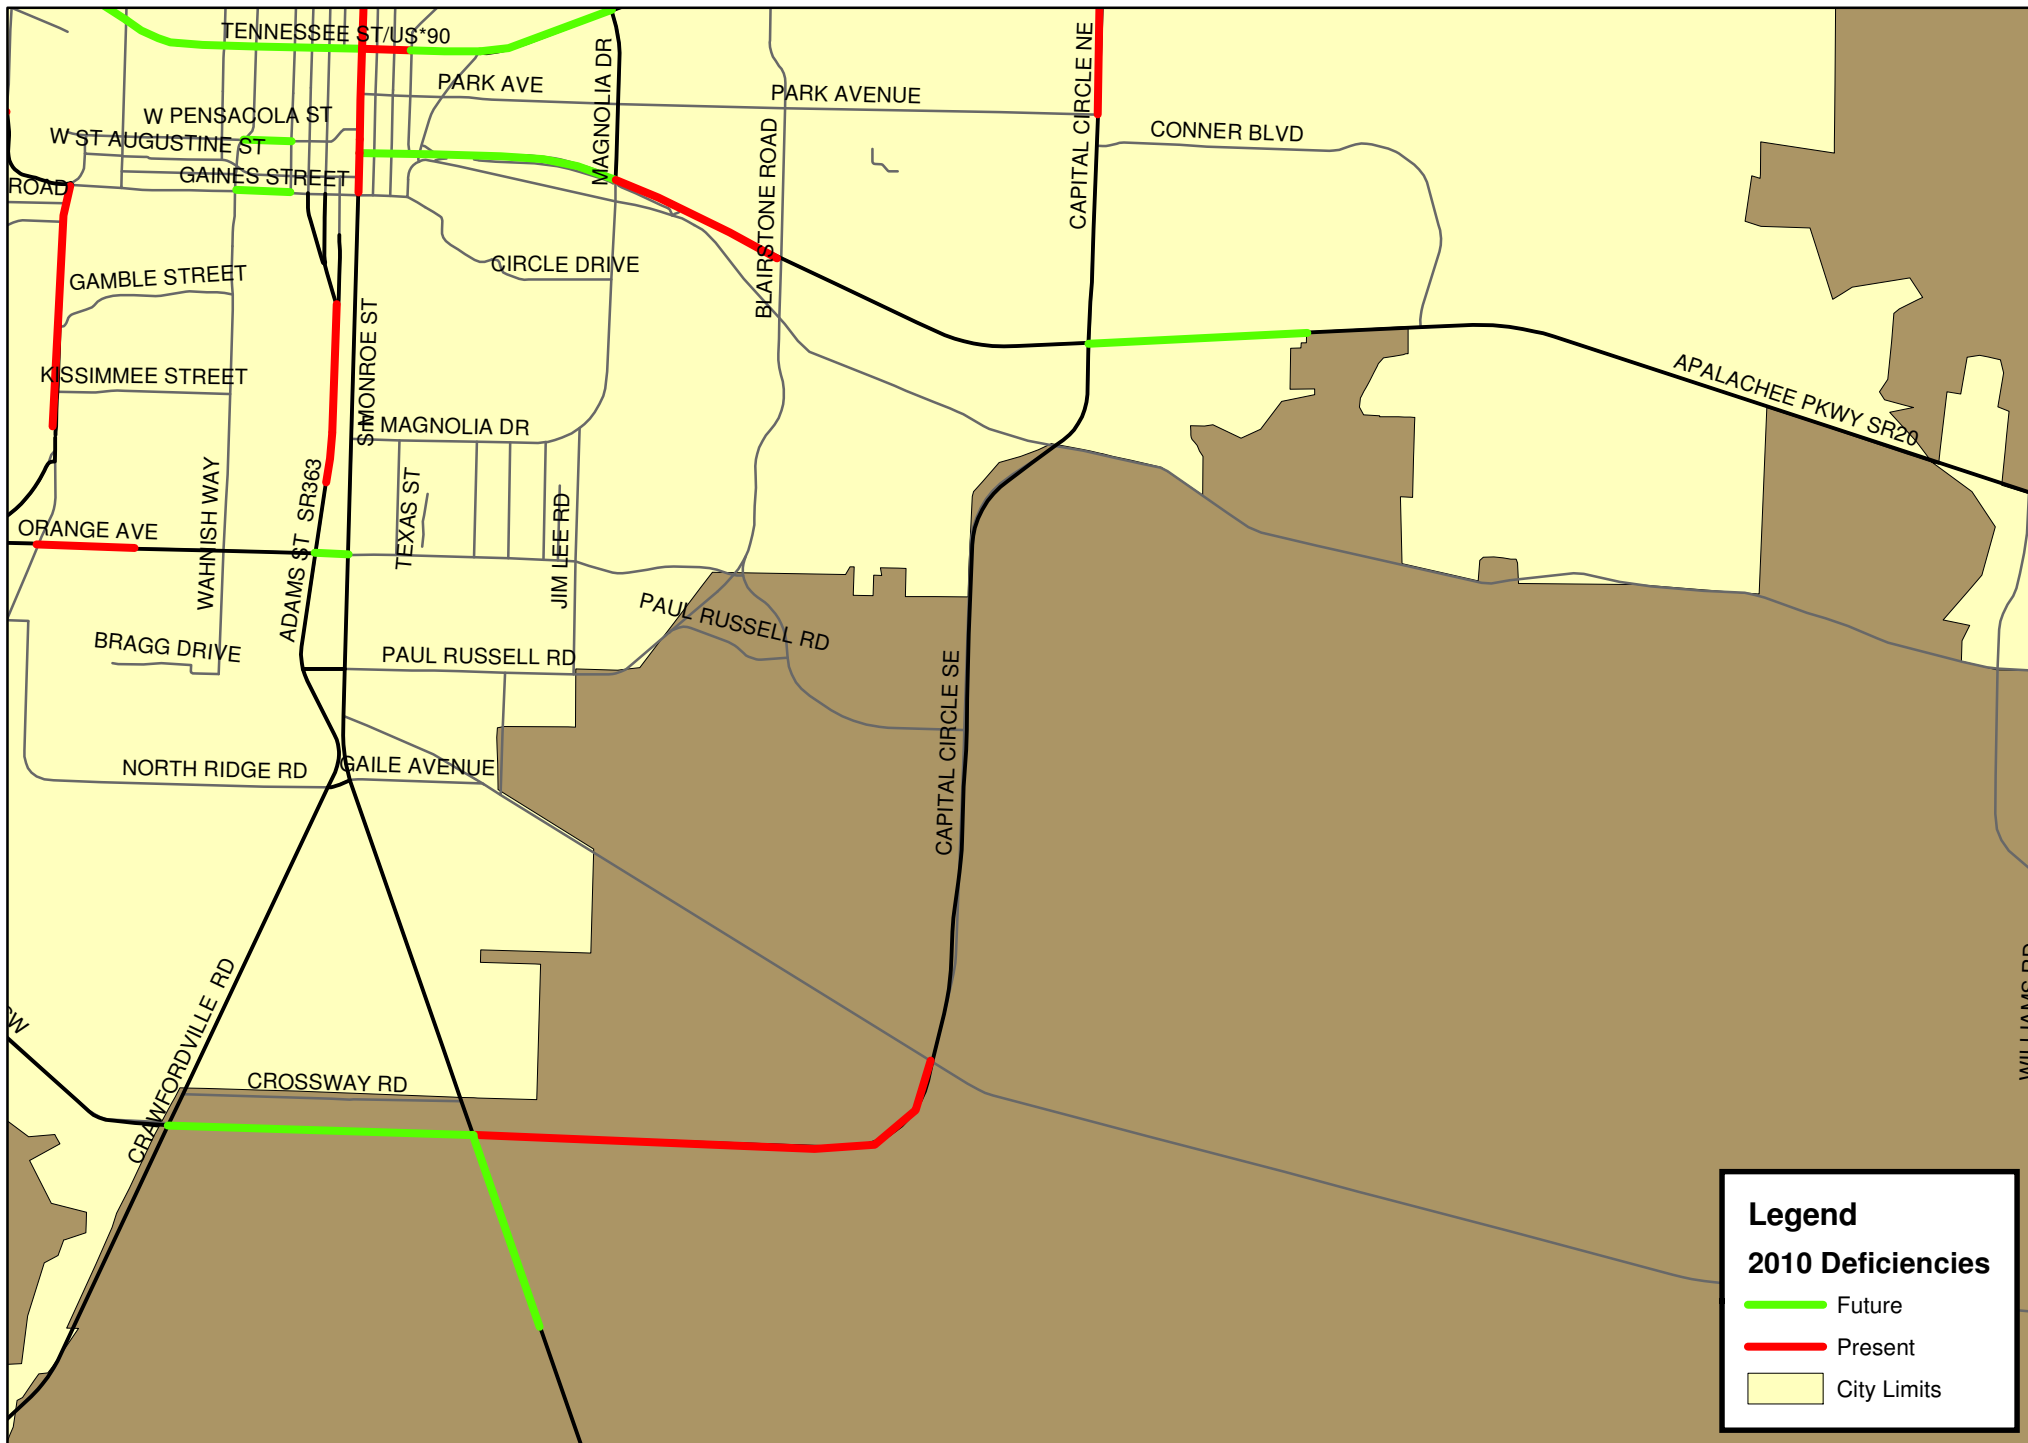 TENNESSEE ST/US*90
PARK AVE
PARK AVENUE
MAGNOLIA DR
CAPITAL CIRCLE NE
W PENSACOLA ST
W ST AUGUSTINE ST
CONNER BLVD
GAINES STREET
ROAD
BLAIRSTONE ROAD
CIRCLE DRIVE
GAMBLE STREET
S MONROE ST
KISSIMMEE STREET
APALACHEE PKWY SR20
E MAGNOLIA DR
WAHNISH WAY
ADAMS ST SR363
TEXAS ST
JIM LEE RD
ORANGE AVE
PAUL RUSSELL RD
BRAGG DRIVE
PAUL RUSSELL RD
CAPITAL CIRCLE SE
NORTH RIDGE RD
GAILE AVENUE
CRAWFORDVILLE RD
SW
WILLIAMS RD
CROSSWAY RD
Legend
2010 Deficiencies
Future
Present
City Limits